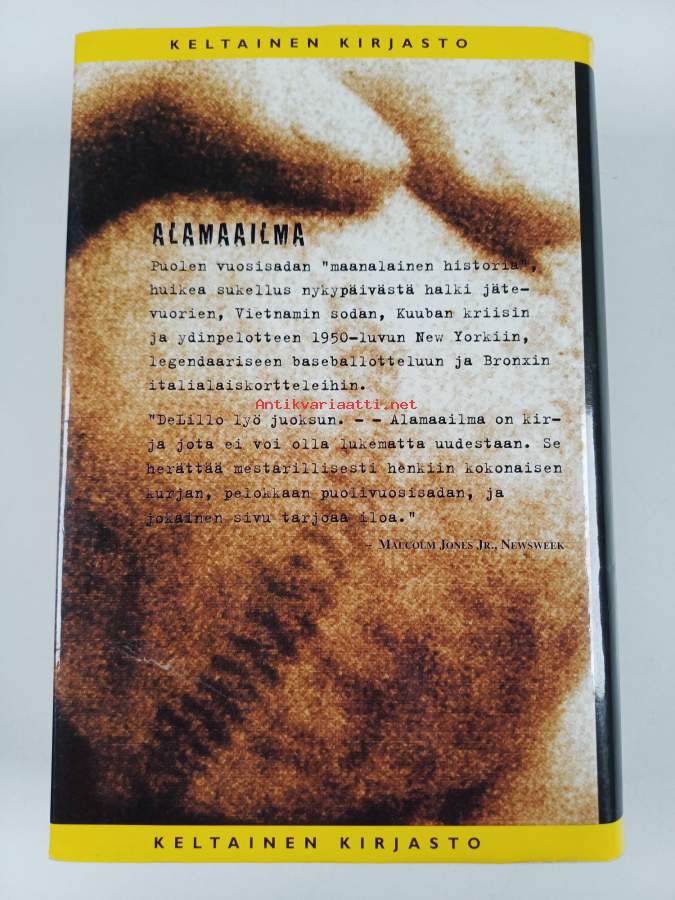 KELTAINEN KIRJASTO
ALAMAAILMA
Puolen vuosisadan "maanalainen historia",
huikea sukellus nykypäivästä halki jäte-
vuorien, Vietnamin sodan, Kuuban kriisin
ja ydinpelotteen 1950-luvun New Yorkiin,
legendaariseen baseballotteluun ja Bronxin
italialaiskortteleihin.
Antikvariaatti.net
"DeLillo lyö juoksun. - - Alamaailma on kir-
ja jota ei voi olla lukematta uudestaan. Se
herättää mestarillisesti henkiin kokonaisen
kurjan, pelokkaan puolivuosisadan, ja
jokainen sivu tarjoaa iloa."
– MALCOLM JONES JR., NEWSWEEK
KELTAINEN KIRJASTO